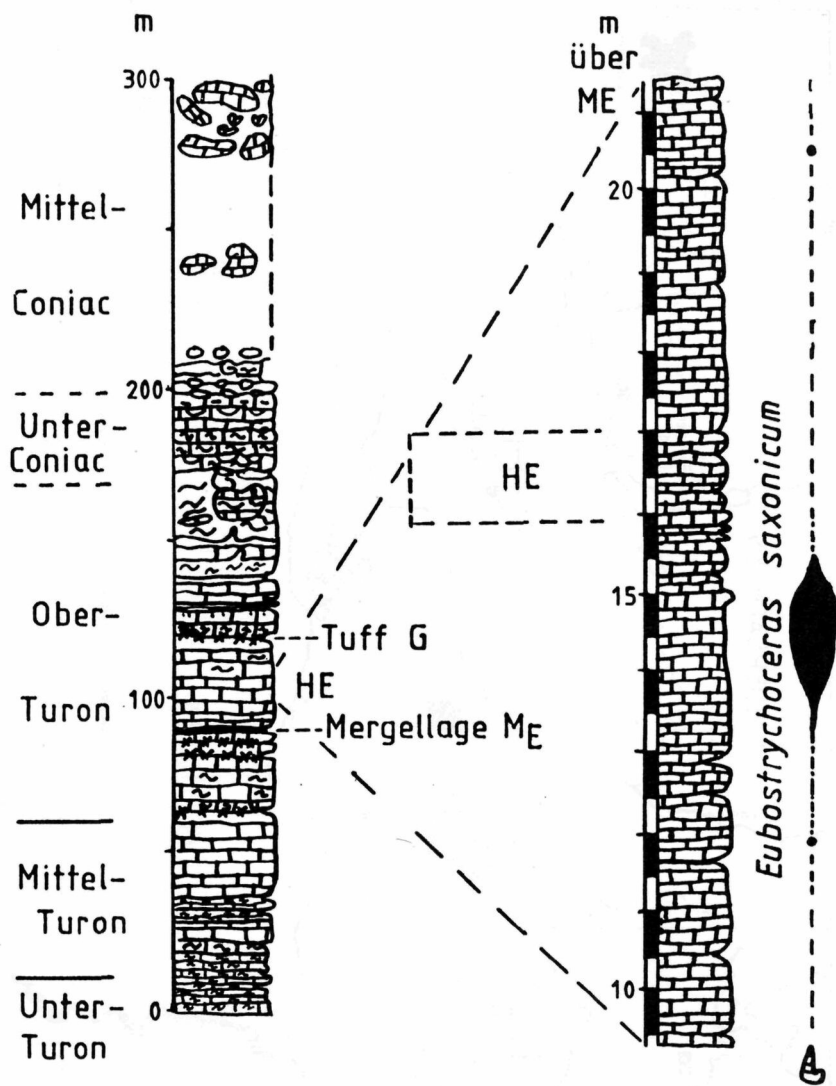 m
300
Mittel-
Coniac
200
Unter-
Coniac
Ober-
Turon
100
Mittel-
Turon
0
Unter-
Turon
Tuff G
HE
Mergellage ME
m
über
ME
20
HE
15
10
Eubostrychoceras saxonicum